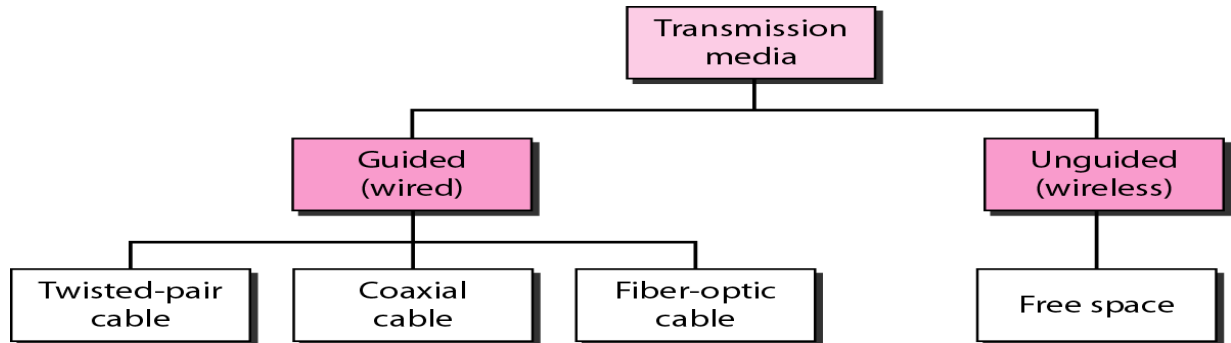 Transmission
media
Guided
(wired)
Unguided
(wireless)
Twisted-pair
cable
Coaxial
cable
Fiber-optic
cable
Free space